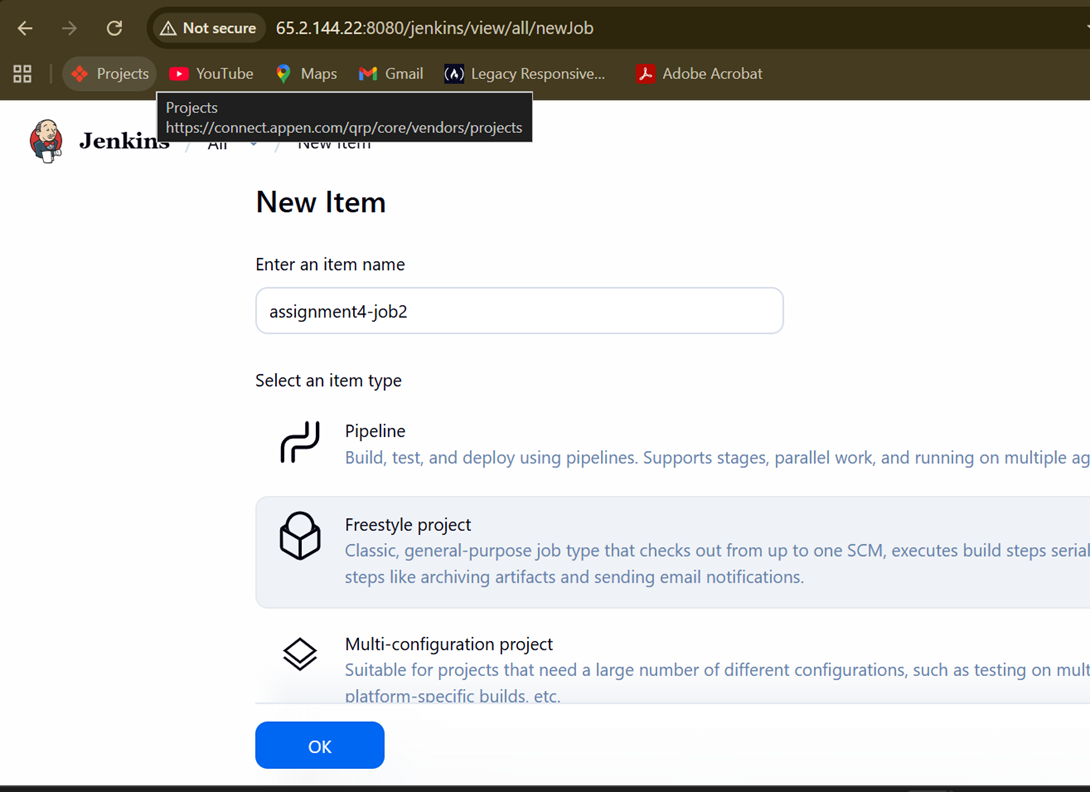 Not secure 65.2.144.22:8080/jenkins/view/all/newJob
Projects YouTube Maps Gmail Legacy Responsive... Adobe Acrobat
Projects
https://connect.appen.com/qrp/core/vendors/projects
Jenkins / All / New Item
New Item
Enter an item name
assignment4-job2
Select an item type
Pipeline
Build, test, and deploy using pipelines. Supports stages, parallel work, and running on multiple ag
Freestyle project
Classic, general-purpose job type that checks out from up to one SCM, executes build steps serial
steps like archiving artifacts and sending email notifications.
Multi-configuration project
Suitable for projects that need a large number of different configurations, such as testing on mult
platform-specific builds, etc.
OK